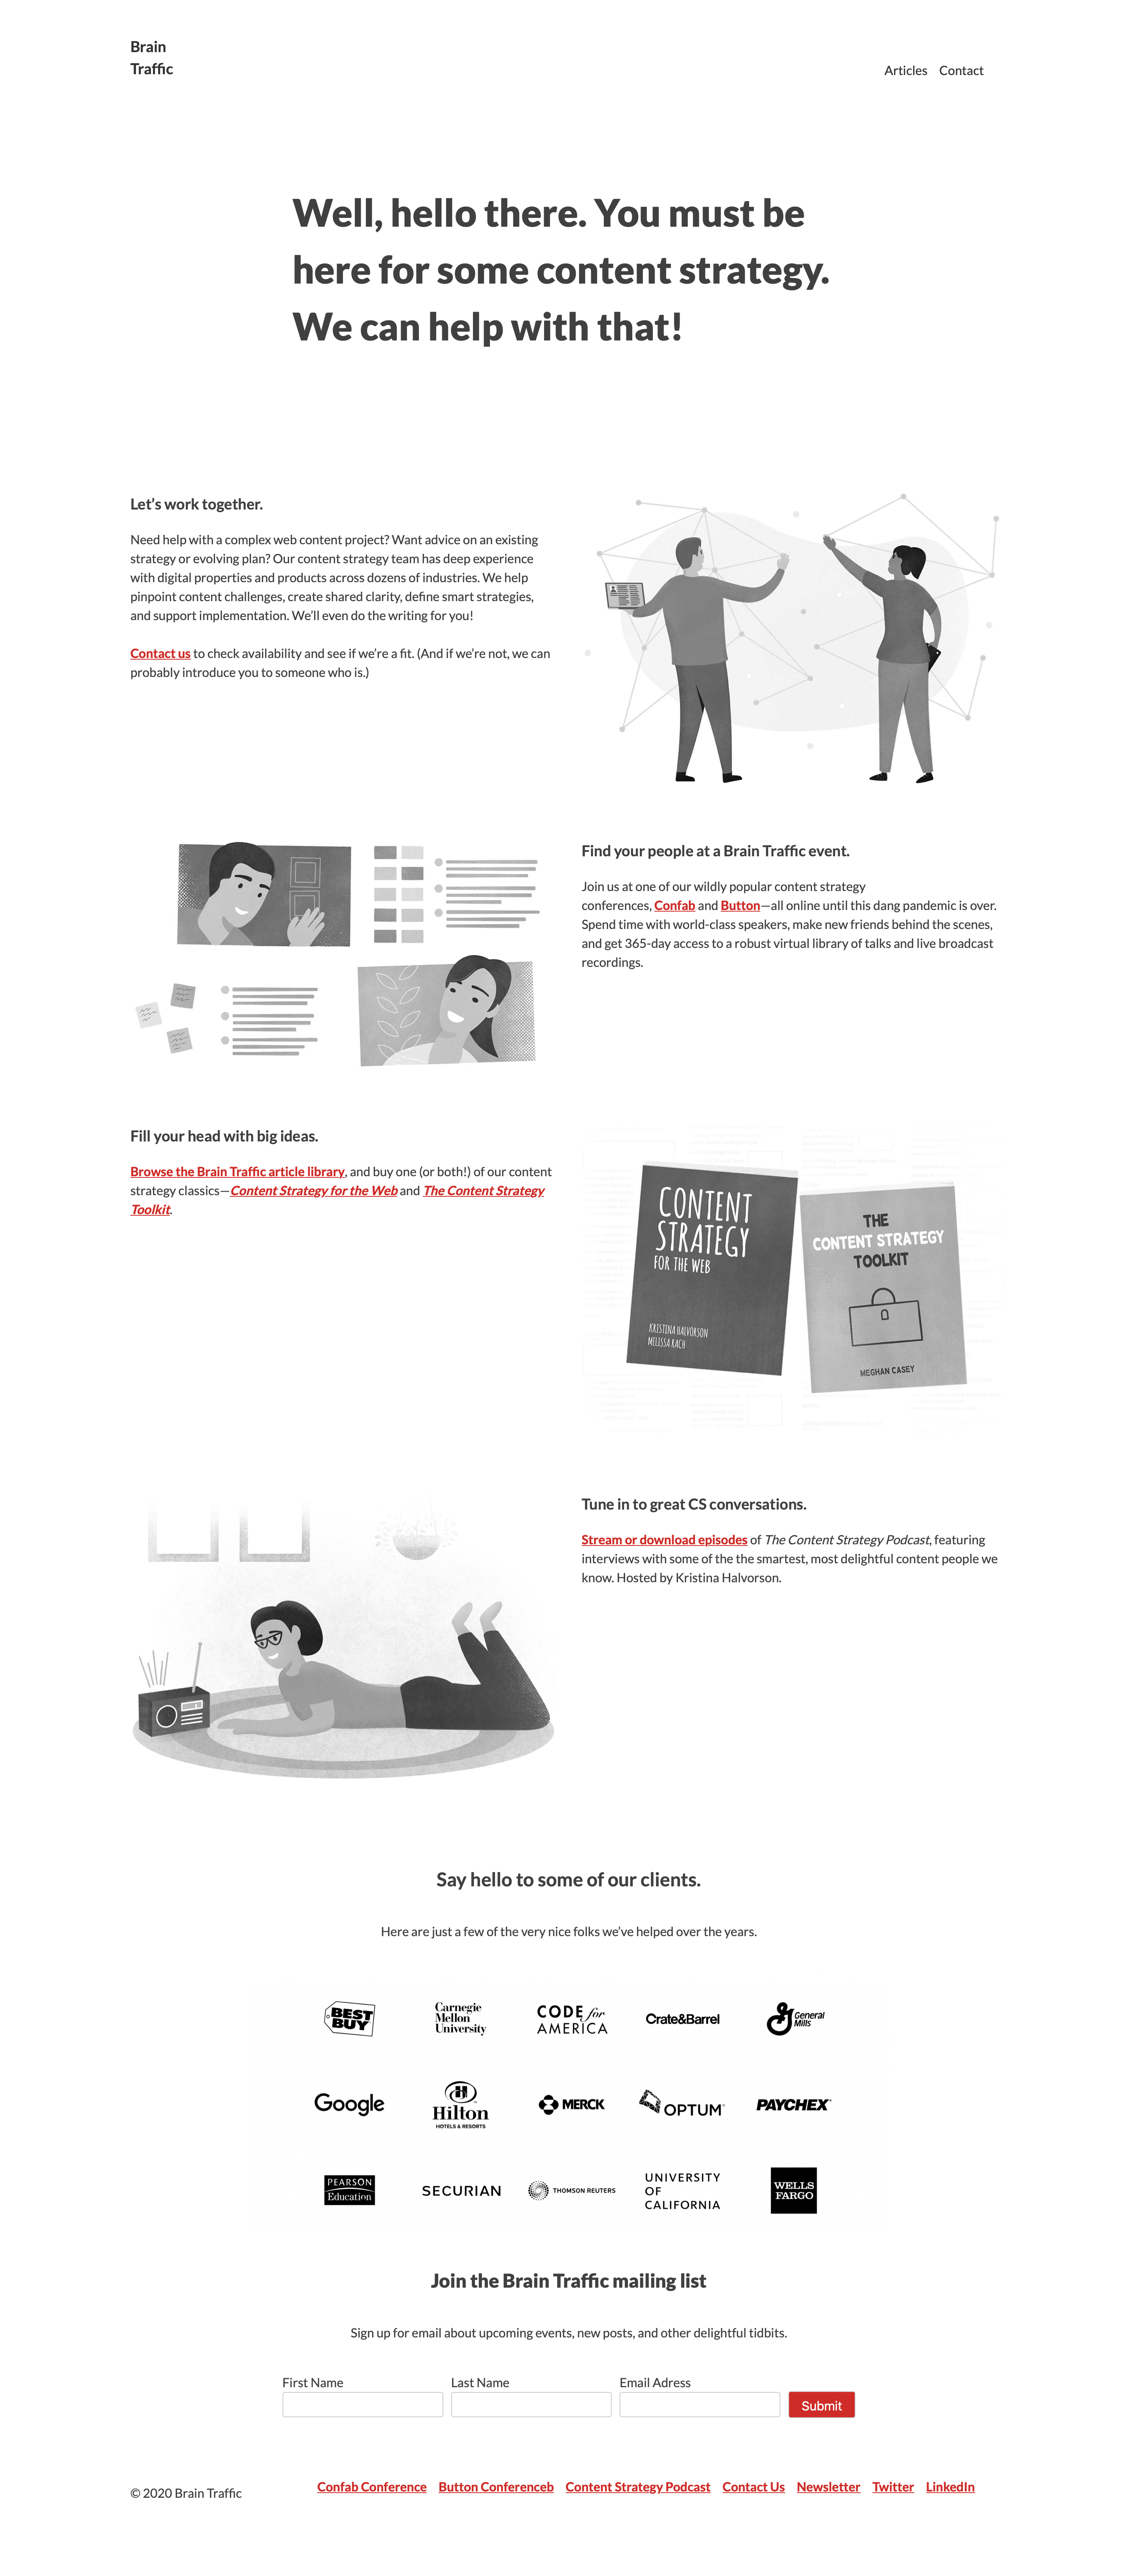 Brain
Traffic
Articles Contact
Well, hello there. You must be
here for some content strategy.
We can help with that!
Let’s work together.
Need help with a complex web content project? Want advice on an existing
strategy or evolving plan? Our content strategy team has deep experience
with digital properties and products across dozens of industries. We help
pinpoint content challenges, create shared clarity, define smart strategies,
and support implementation. We’ll even do the writing for you!
Contact us to check availability and see if we’re a fit. (And if we’re not, we can
probably introduce you to someone who is.)
Find your people at a Brain Traffic event.
Join us at one of our wildly popular content strategy
conferences, Confab and Button—all online until this dang pandemic is over.
Spend time with world-class speakers, make new friends behind the scenes,
and get 365-day access to a robust virtual library of talks and live broadcast
recordings.
Fill your head with big ideas.
Browse the Brain Traffic article library, and buy one (or both!) of our content
strategy classics—Content Strategy for the Web and The Content Strategy
Toolkit.
CONTENT
STRATEGY
FOR THE WEB
KRISTINA HALVORSON
MELISSA RACH
THE
CONTENT STRATEGY
TOOLKIT
MEGHAN CASEY
Tune in to great CS conversations.
Stream or download episodes of The Content Strategy Podcast, featuring
interviews with some of the the smartest, most delightful content people we
know. Hosted by Kristina Halvorson.
Say hello to some of our clients.
Here are just a few of the very nice folks we’ve helped over the years.
BEST
BUY
Carnegie
Mellon
University
CODE for
AMERICA
Crate&Barrel
General
Mills
Google
Hilton
HOTELS & RESORTS
MERCK
OPTUM
PAYCHEX
PEARSON
Education
SECURIAN
THOMSON REUTERS
UNIVERSITY
OF
CALIFORNIA
WELLS
FARGO
Join the Brain Traffic mailing list
Sign up for email about upcoming events, new posts, and other delightful tidbits.
First Name Last Name Email Adress
Submit
© 2020 Brain Traffic
Confab Conference Button Conferenceb Content Strategy Podcast Contact Us Newsletter Twitter LinkedIn